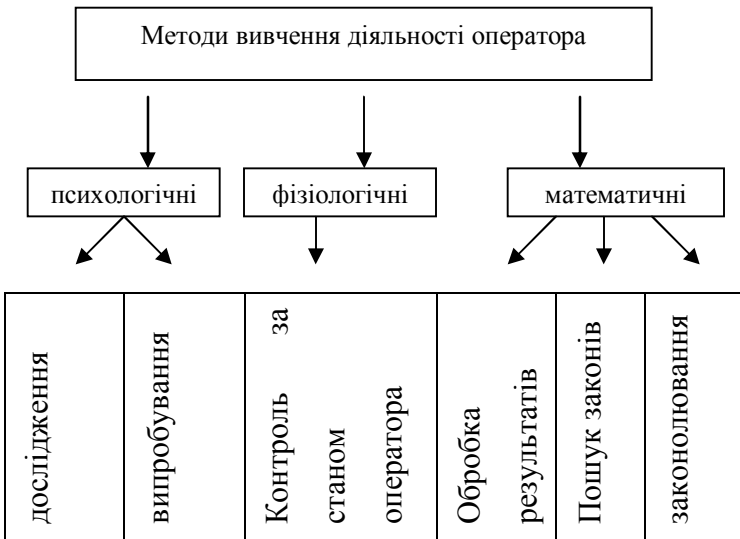 Методи вивчення діяльності оператора
психологічні
фізіологічні
математичні
дослідження
випробування
Контроль за
станом
оператора
Обробка
результатів
Пошук законів
законолювання